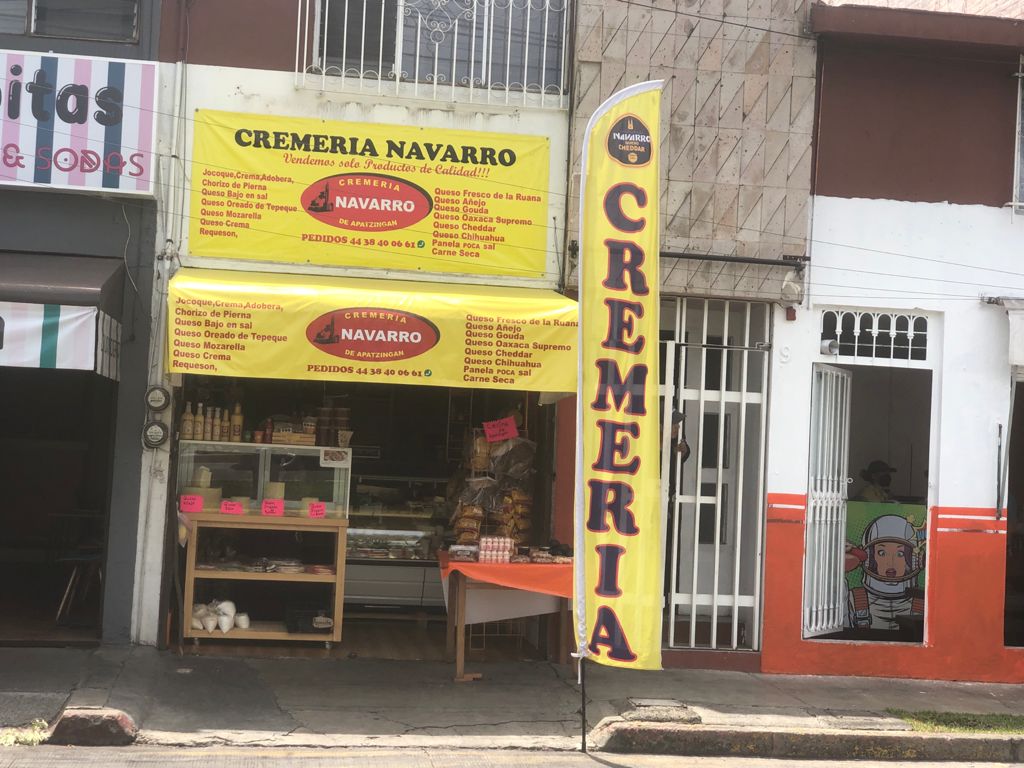 itas
& SODAS
CREMERIA NAVARRO
Vendemos solo Productos de Calidad!!!
Jocoque,Crema,Adobera,
Chorizo de Pierna
Queso Bajo en sal
Queso Oreado de Tepeque
Queso Mozarella
Queso Crema
Requeson,
CREMERIA
NAVARRO
DE APATZINGAN
PEDIDOS 44 38 40 06 61
Queso Fresco de la Ruana
Queso Añejo
Queso Gouda
Queso Oaxaca Supremo
Queso Cheddar
Queso Chihuahua
Panela POCA sal
Carne Seca
Jocoque,Crema,Adobera,
Chorizo de Pierna
Queso Bajo en sal
Queso Oreado de Tepeque
Queso Mozarella
Queso Crema
Requeson,
CREMERIA
NAVARRO
DE APATZINGAN
PEDIDOS 44 38 40 06 61
Queso Fresco de la Ruana
Queso Añejo
Queso Gouda
Queso Oaxaca Supremo
Queso Cheddar
Queso Chihuahua
Panela POCA sal
Carne Seca
NAVARRO
CHEDDAR
CREMERIA